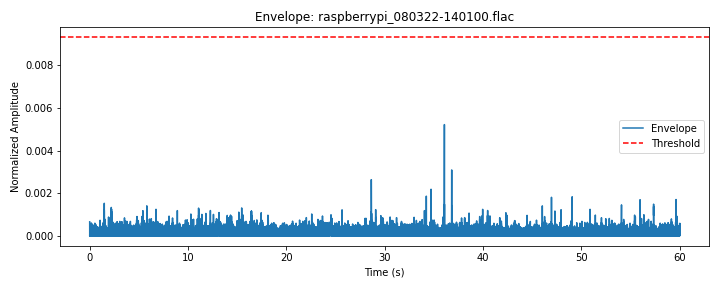 Envelope: raspberrypi_080322-140100.flac
Normalized Amplitude
0.008
0.006
0.004
0.002
0.000
Envelope
Threshold
0 10 20 30 40 50 60
Time (s)